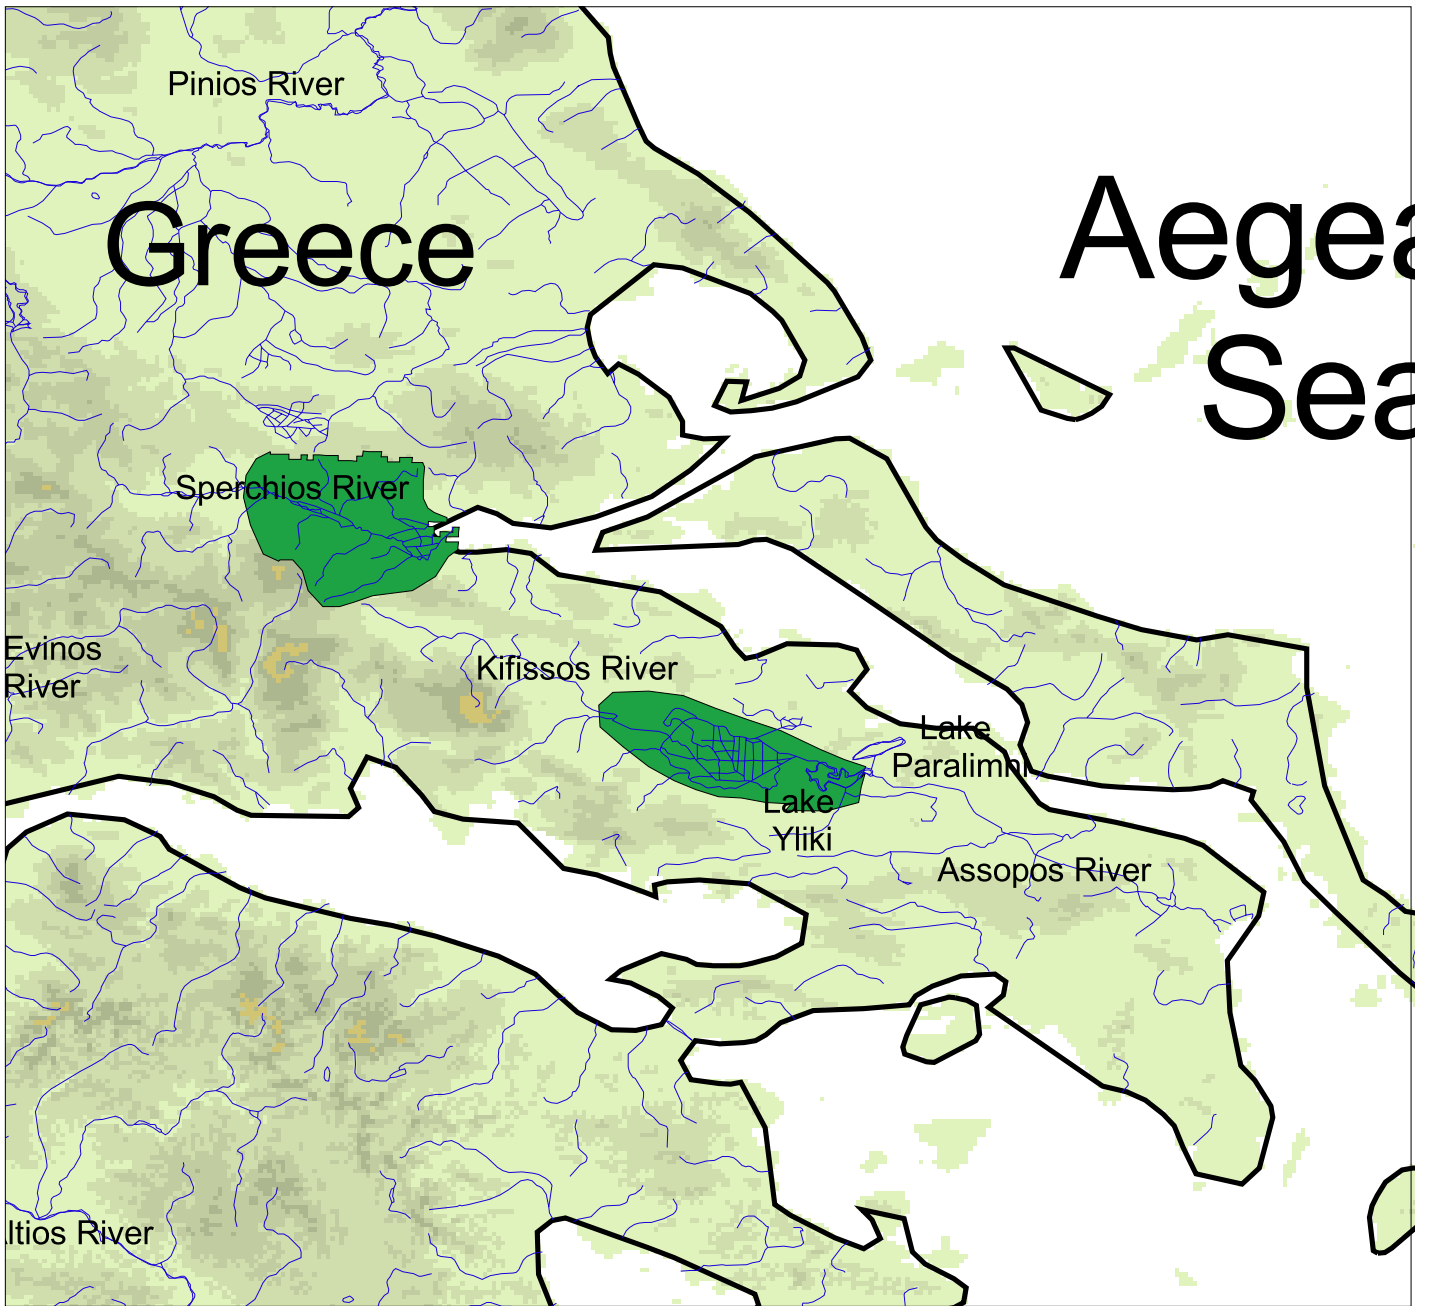 Pinios River
Greece
Aegea
Sea
Sperchios River
Evinos
River
Kifissos River
Lake
Paralimni
Lake
Yliki
Assopos River
ltios River